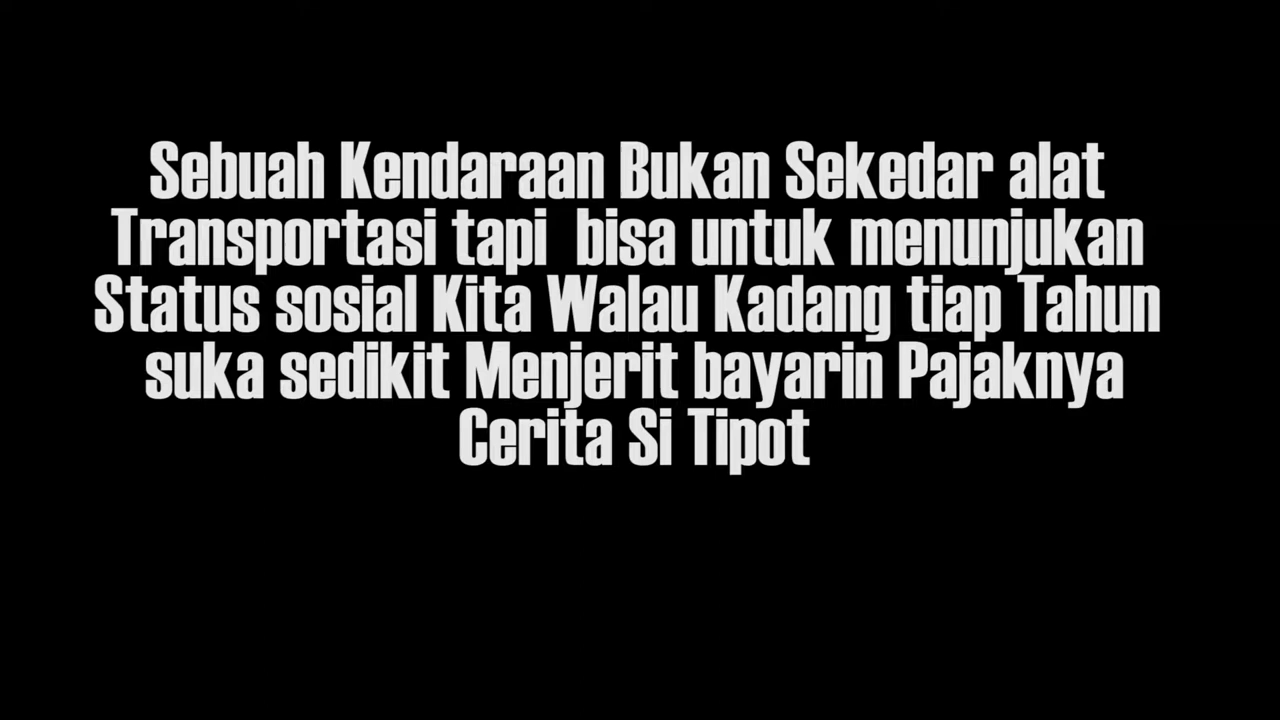 Sebuah Kendaraan Bukan Sekedar alat
Transportasi tapi  bisa untuk menunjukan
Status sosial Kita Walau Kadang tiap Tahun
suka sedikit Menjerit bayarin Pajaknya
Cerita Si Tipot